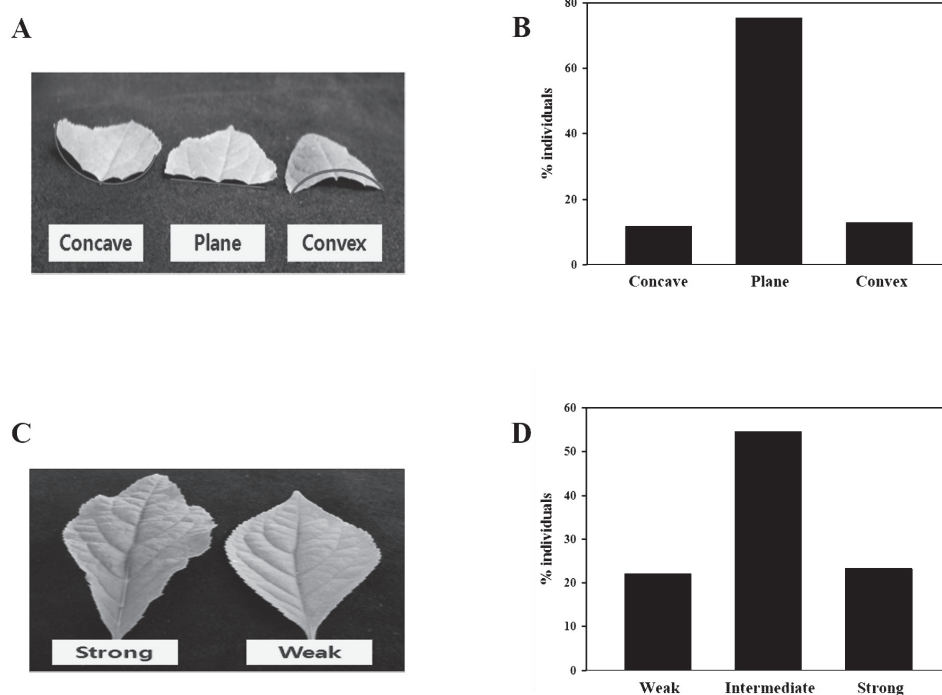 A
Concave
Plane
Convex
B
% individuals
80
60
40
20
0
Concave
Plane
Convex
C
Strong
Weak
D
% individuals
60
50
40
30
20
10
0
Weak
Intermediate
Strong